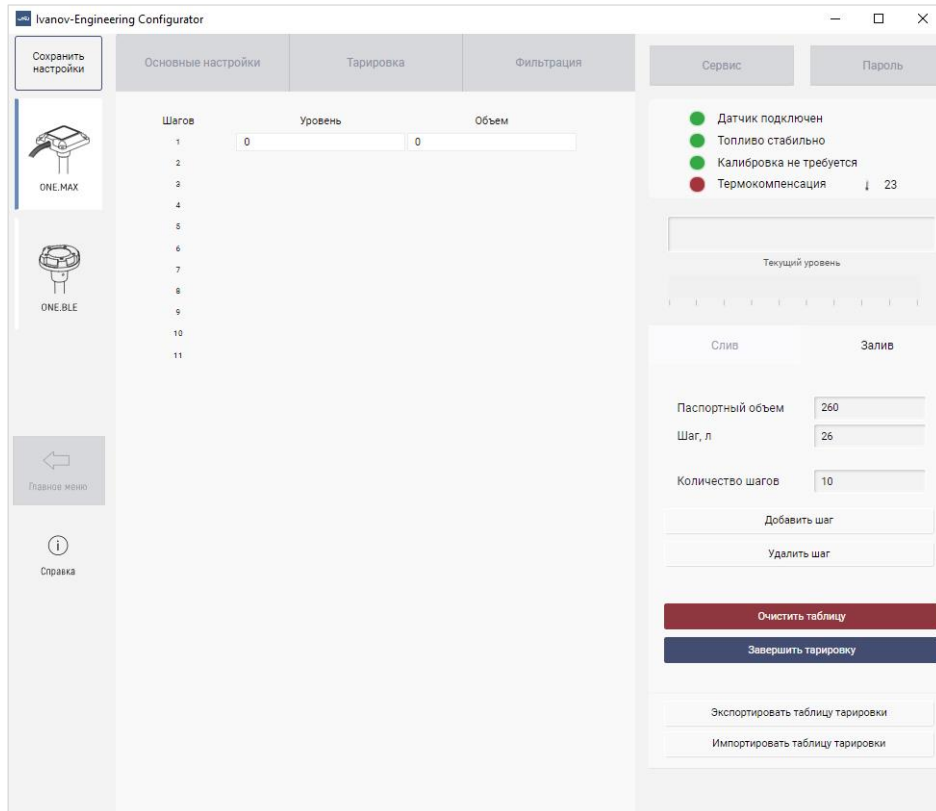 Ivanov-Engineering Configurator
Сохранить
настройки
Основные настройки
Тарировка
Фильтрация
Сервис
Пароль
ONE.MAX
ONE.BLE
Главное меню
Справка
Шагов Уровень Объем
1 0 0
2
3
4
5
6
7
8
9
10
11
Датчик подключен
Топливо стабильно
Калибровка не требуется
Термокомпенсация 23
Текущий уровень
Слив Залив
Паспортный объем 260
Шаг, л 26
Количество шагов 10
Добавить шаг
Удалить шаг
Очистить таблицу
Завершить тарировку
Экспортировать таблицу тарировки
Импортировать таблицу тарировки